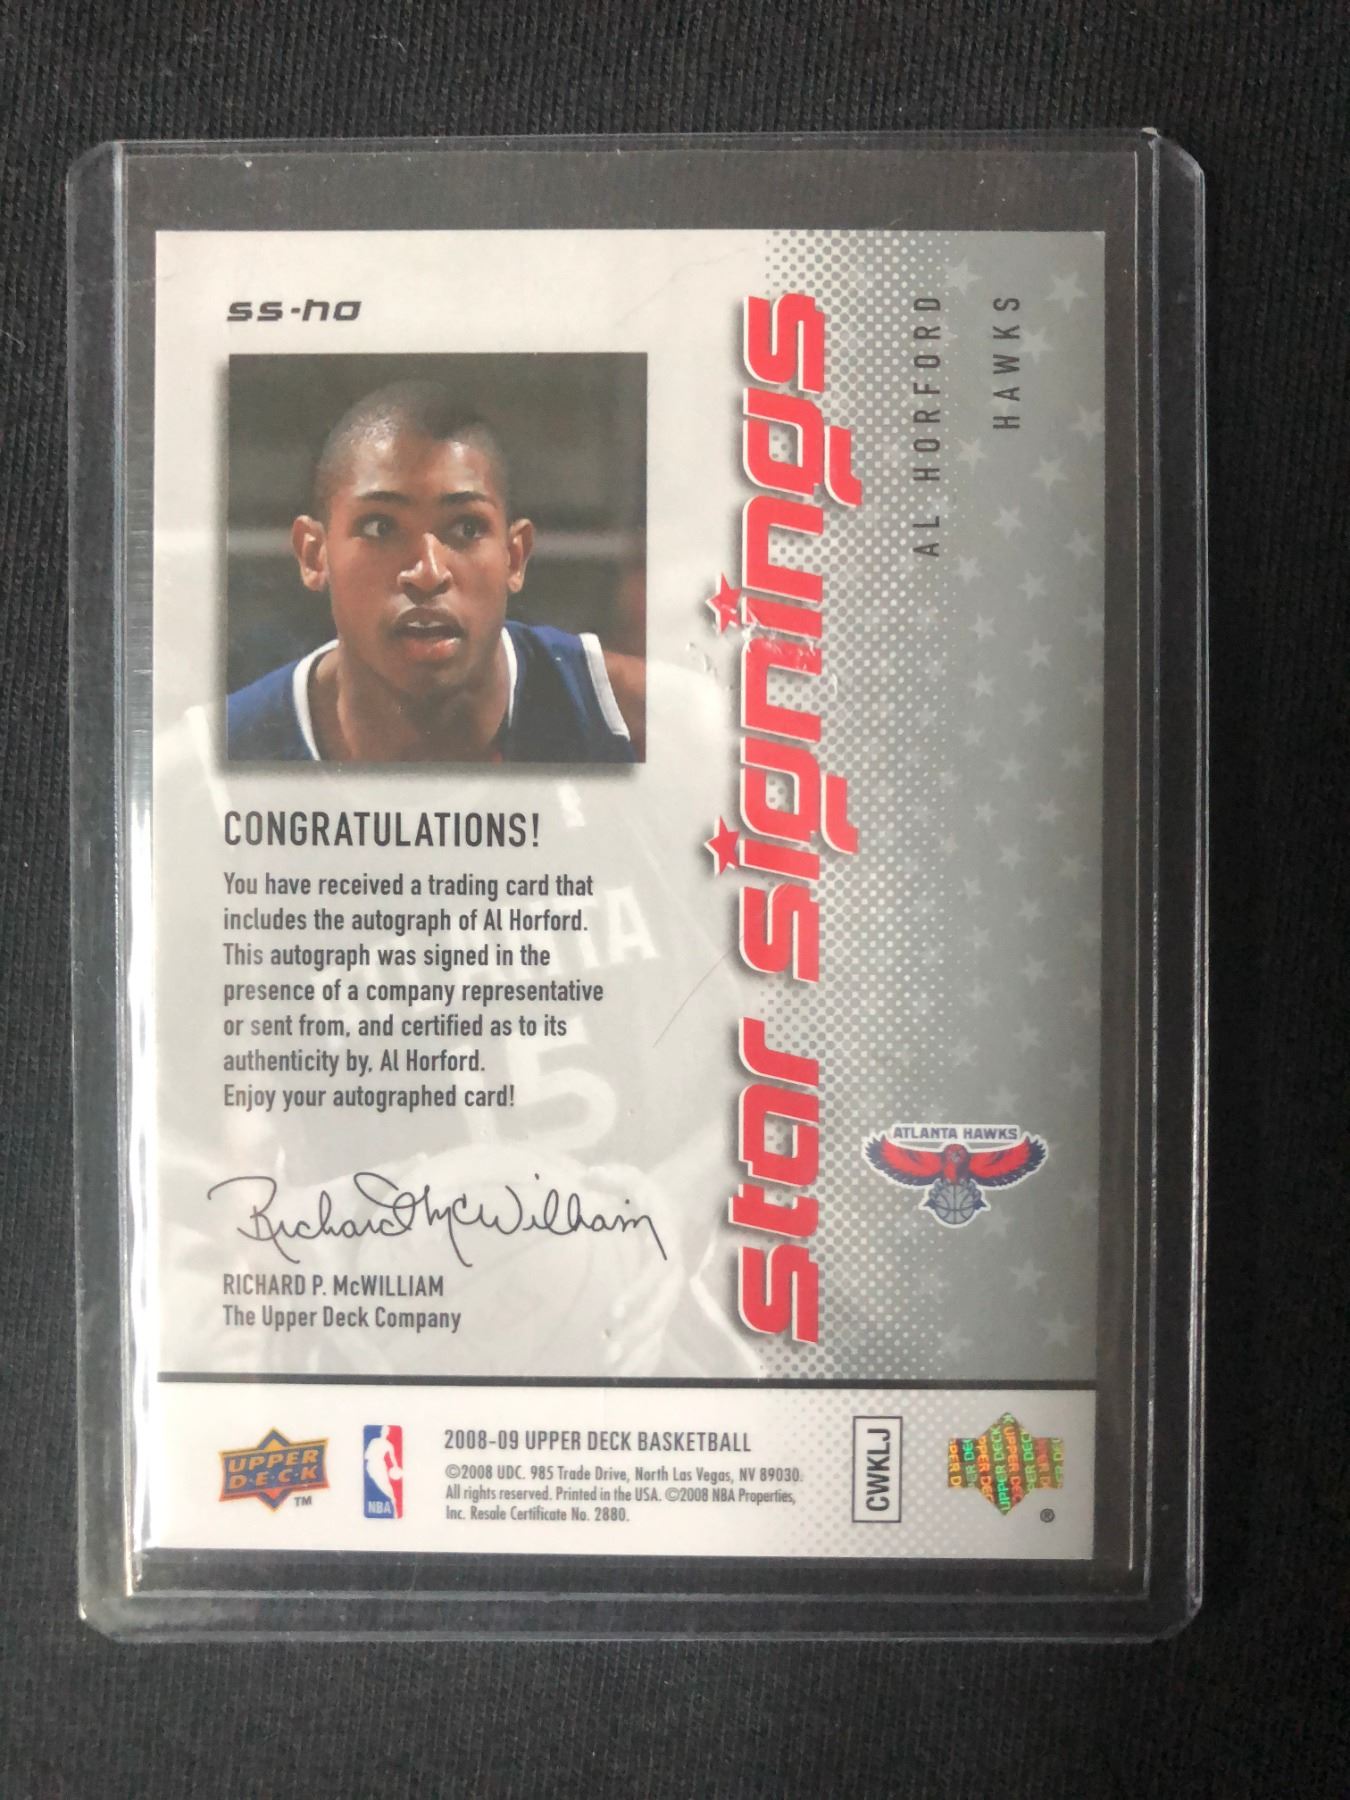 SS-HO
AL HORFORD
HAWKS
star signings
CONGRATULATIONS!
You have received a trading card that
includes the autograph of Al Horford.
This autograph was signed in the
presence of a company representative
or sent from, and certified as to its
authenticity by, Al Horford.
Enjoy your autographed card!
Richard McWilliam
RICHARD P. McWILLIAM
The Upper Deck Company
ATLANTA HAWKS
ATLANTA
15
UPPER
D·E·C·K
TM
NBA
2008-09 UPPER DECK BASKETBALL
©2008 UDC. 985 Trade Drive, North Las Vegas, NV 89030.
All rights reserved. Printed in the USA. ©2008 NBA Properties,
Inc. Resale Certificate No. 2880.
CWKLJ
UPPER DECK
®